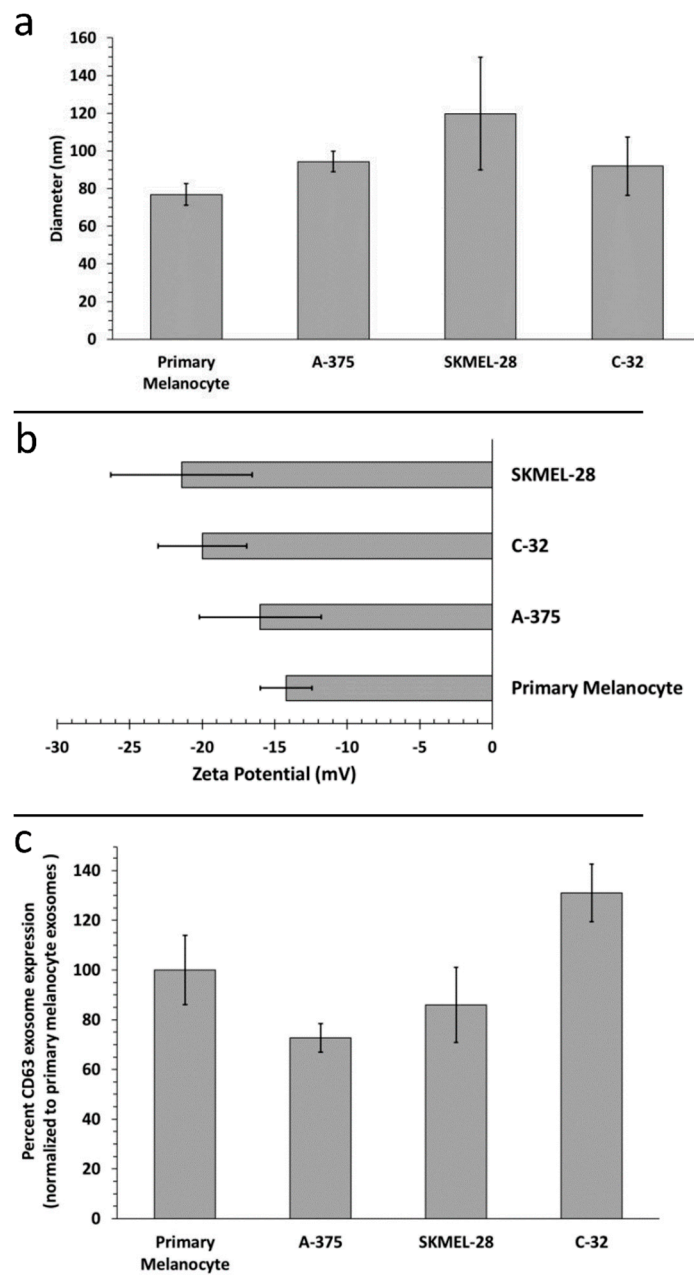 a
Diameter (nm)
160
140
120
100
80
60
40
20
0
Primary
Melanocyte
A-375
SKMEL-28
C-32
b
SKMEL-28
C-32
A-375
Primary Melanocyte
-30
-25
-20
-15
-10
-5
0
Zeta Potential (mV)
c
Percent CD63 exosome expression
(normalized to primary melanocyte exosomes )
140
120
100
80
60
40
20
0
Primary
Melanocyte
A-375
SKMEL-28
C-32